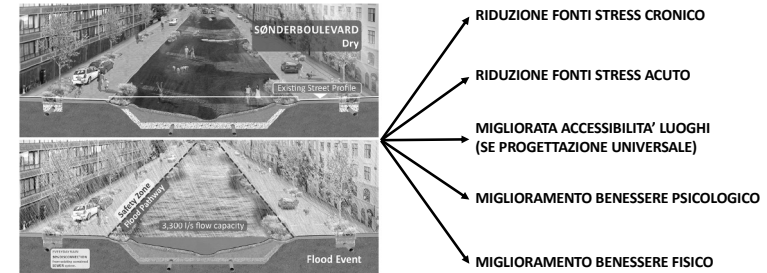 SØNDERBOULEVARD
Dry
Existing Street Profile
Safety Zone
Flood Pathway
3,300 l/s flow capacity
Flood Event
RIDUZIONE FONTI STRESS CRONICO
RIDUZIONE FONTI STRESS ACUTO
MIGLIORATA ACCESSIBILITA’ LUOGHI
(SE PROGETTAZIONE UNIVERSALE)
MIGLIORAMENTO BENESSERE PSICOLOGICO
MIGLIORAMENTO BENESSERE FISICO